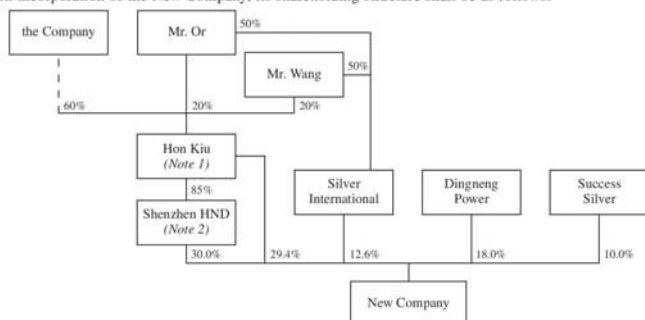 the Company
Mr. Or
50%
Mr. Wang
50%
60%
20%
20%
Hon Kiu
(Note 1)
85%
Shenzhen HND
(Note 2)
Silver
International
Dingneng
Power
Success
Silver
30.0%
29.4%
12.6%
18.0%
10.0%
New Company